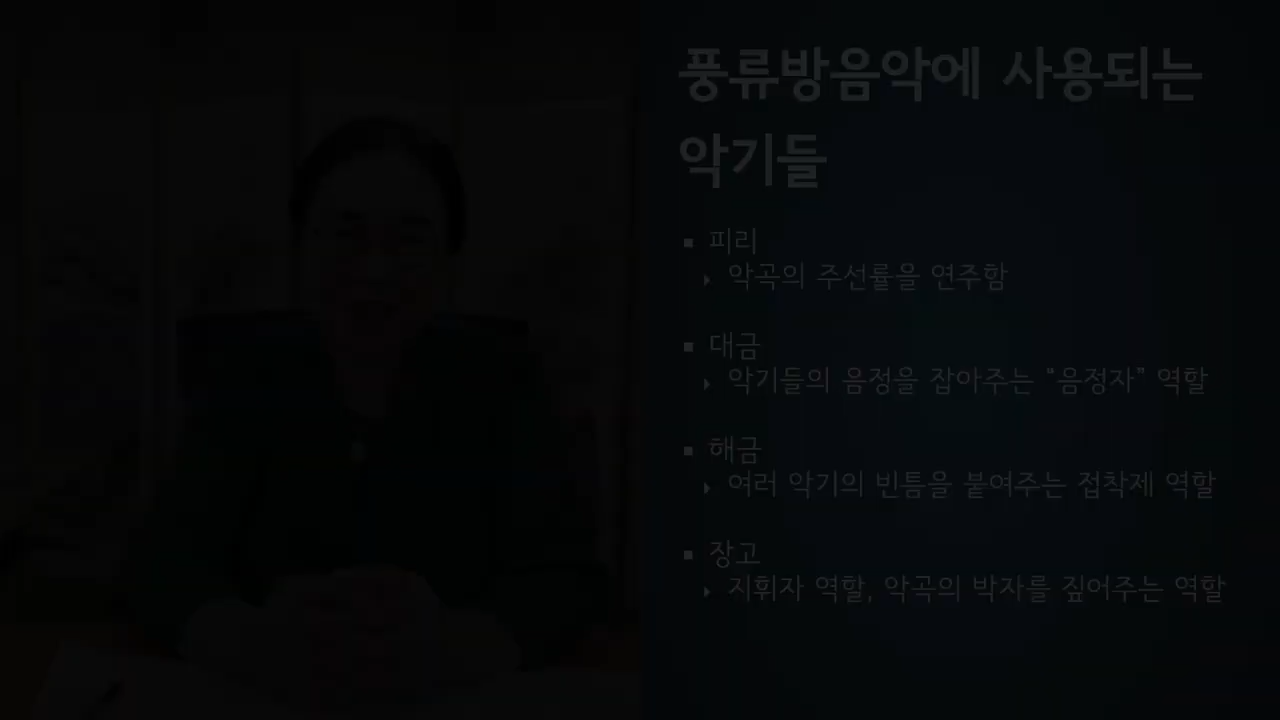 풍류방음악에 사용되는
악기들
▪ 피리
▸ 악곡의 주선률을 연주함
▪ 대금
▸ 악기들의 음정을 잡아주는 “음정자” 역할
▪ 해금
▸ 여러 악기의 빈틈을 붙여주는 접착제 역할
▪ 장고
▸ 지휘자 역할, 악곡의 박자를 짚어주는 역할